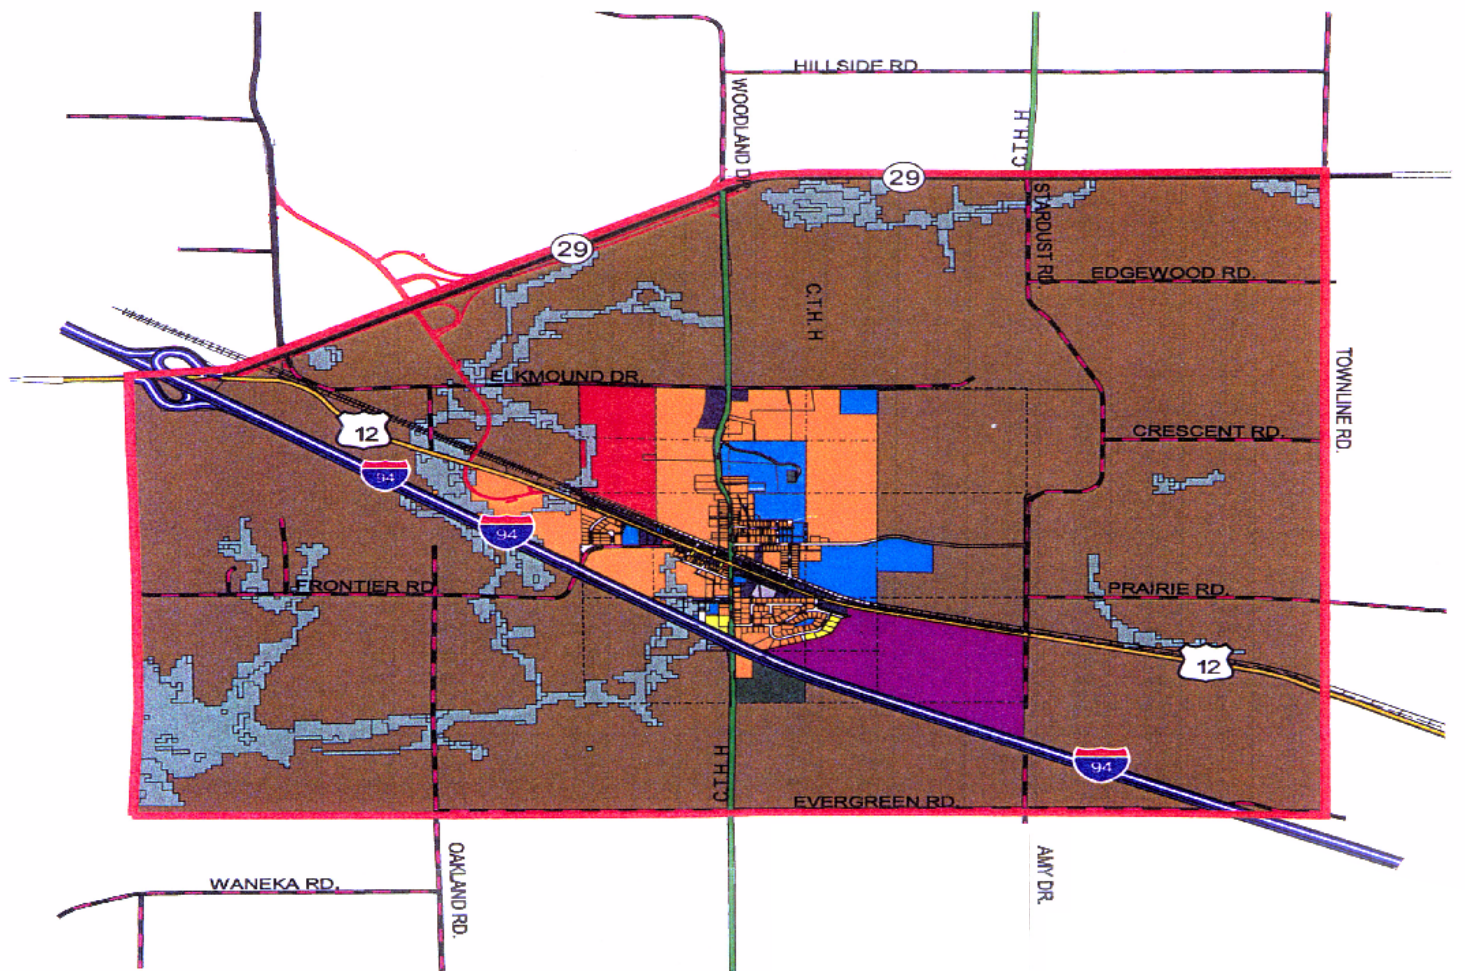 HILLSIDE RD.
WOODLAND DR.
C.T.H. H
29
STARDUST RD.
29
EDGEWOOD RD.
C.T.H. H
TOWNLINE RD.
ELKMOUND DR.
12
CRESCENT RD.
94
94
FRONTIER RD.
PRAIRIE RD.
12
94
C.T.H. H
EVERGREEN RD.
OAKLAND RD.
AMY DR.
WANEKA RD.